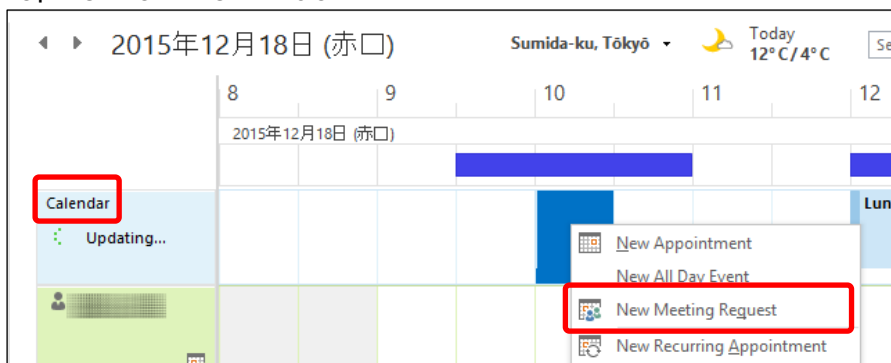 2015年12月18日 (赤口)
Sumida-ku, Tōkyō
Today
12°C/4°C
Se
8 9 10 11 12
2015年12月18日 (赤口)
Calendar
Lun
Updating...
New Appointment
New All Day Event
New Meeting Request
New Recurring Appointment